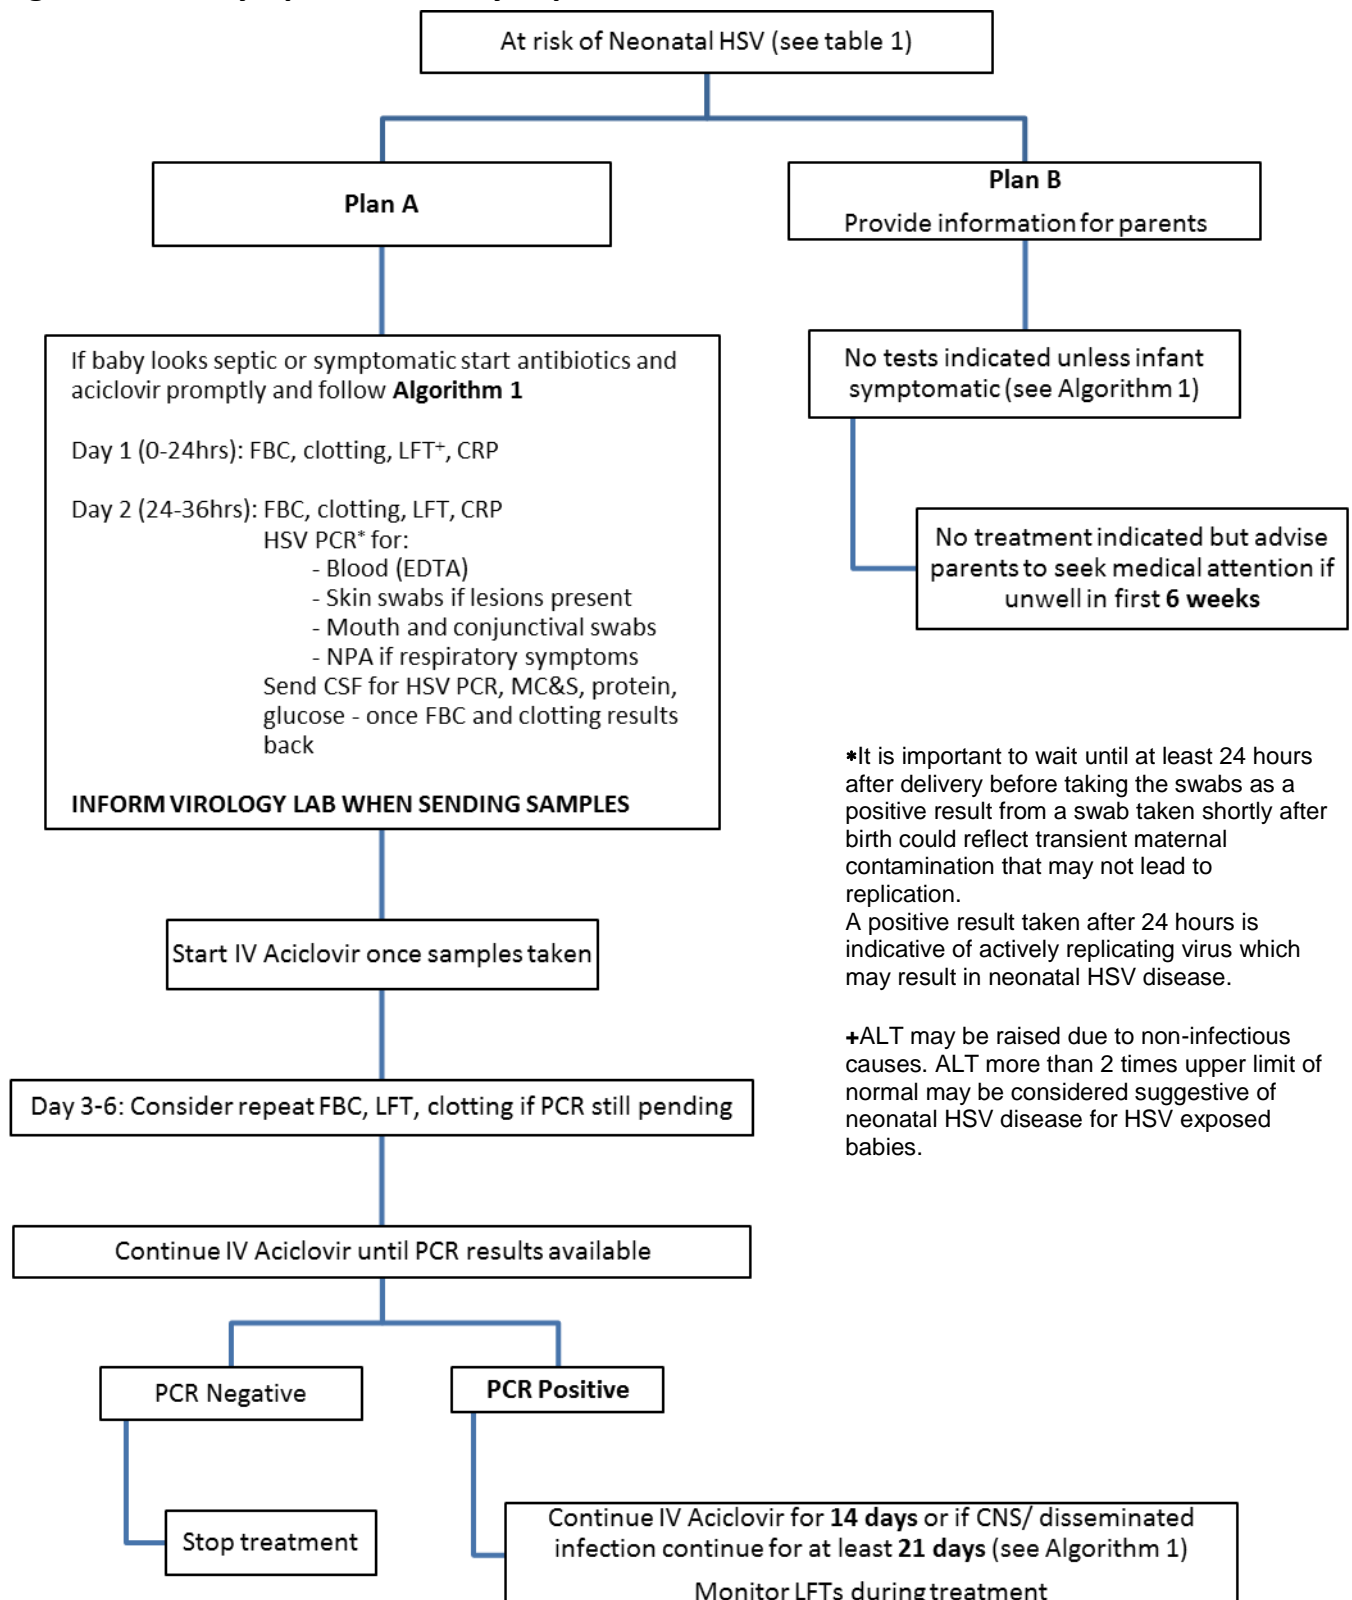 At risk of Neonatal HSV (see table 1)
Plan A
Plan B
Provide information for parents
If baby looks septic or symptomatic start antibiotics and
aciclovir promptly and follow Algorithm 1
Day 1 (0-24hrs): FBC, clotting, LFT+, CRP
Day 2 (24-36hrs): FBC, clotting, LFT, CRP
HSV PCR* for:
- Blood (EDTA)
- Skin swabs if lesions present
- Mouth and conjunctival swabs
- NPA if respiratory symptoms
Send CSF for HSV PCR, MC&S, protein,
glucose - once FBC and clotting results
back
INFORM VIROLOGY LAB WHEN SENDING SAMPLES
No tests indicated unless infant
symptomatic (see Algorithm 1)
No treatment indicated but advise
parents to seek medical attention if
unwell in first 6 weeks
*It is important to wait until at least 24 hours
after delivery before taking the swabs as a
positive result from a swab taken shortly after
birth could reflect transient maternal
contamination that may not lead to
replication.
A positive result taken after 24 hours is
indicative of actively replicating virus which
may result in neonatal HSV disease.
+ALT may be raised due to non-infectious
causes. ALT more than 2 times upper limit of
normal may be considered suggestive of
neonatal HSV disease for HSV exposed
babies.
Start IV Aciclovir once samples taken
Day 3-6: Consider repeat FBC, LFT, clotting if PCR still pending
Continue IV Aciclovir until PCR results available
PCR Negative
PCR Positive
Stop treatment
Continue IV Aciclovir for 14 days or if CNS/ disseminated
infection continue for at least 21 days (see Algorithm 1)
Monitor LFTs during treatment